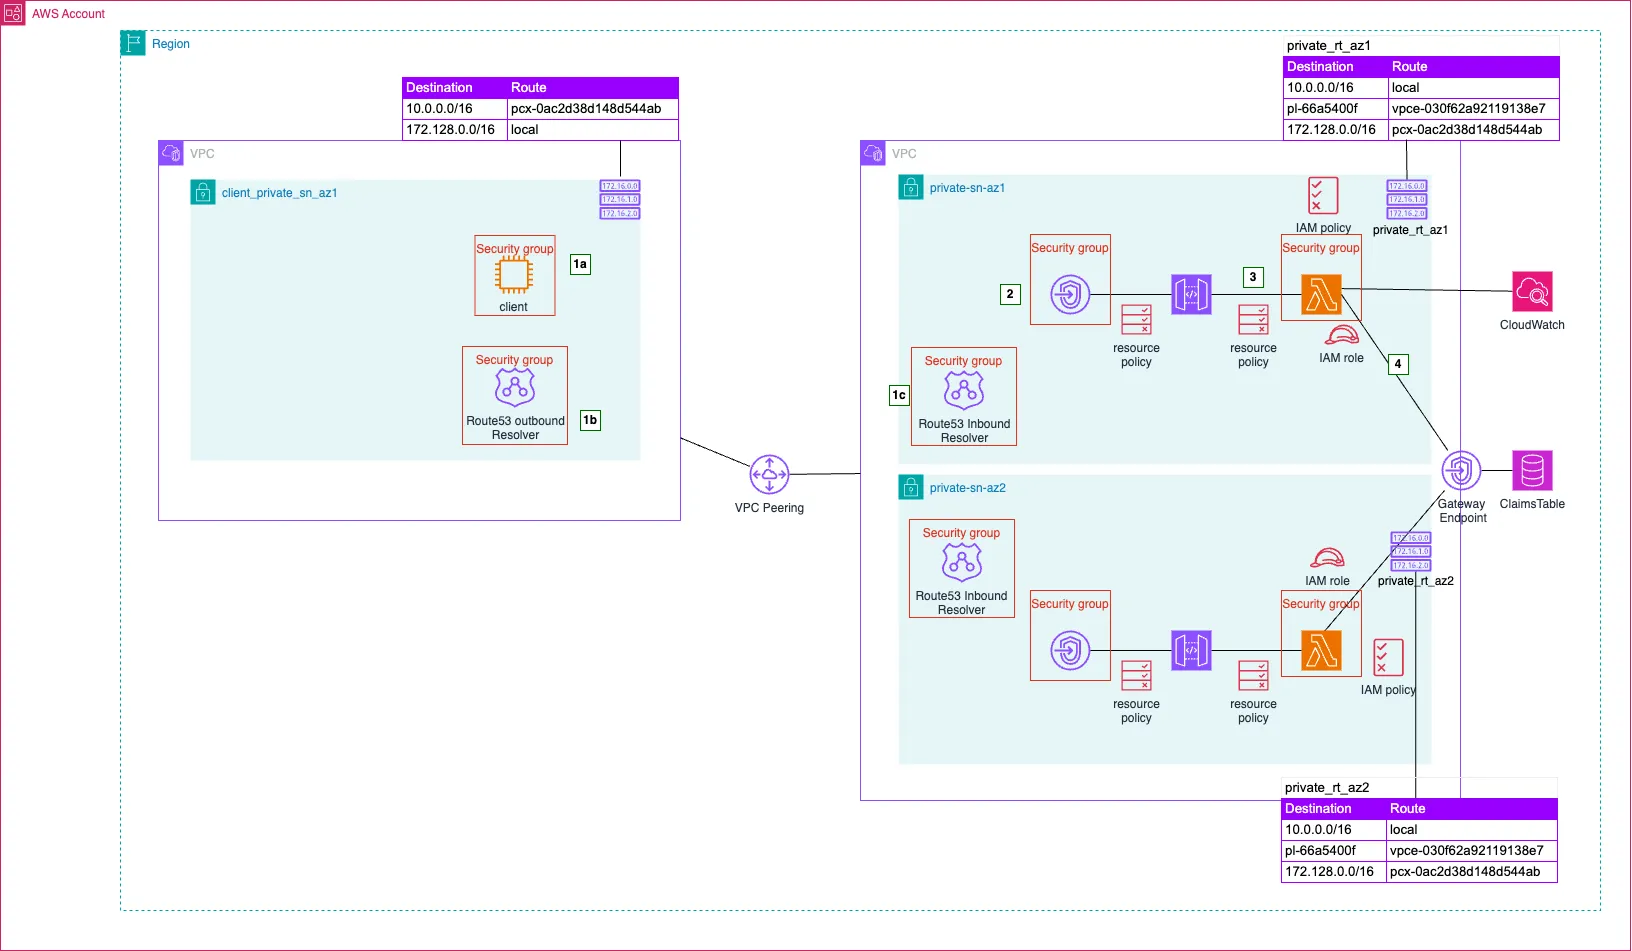 AWS Account
Region
Destination Route
10.0.0.0/16 pcx-0ac2d38d148d544ab
172.128.0.0/16 local
VPC
client_private_sn_az1
172.16.0.0
172.16.1.0
172.16.2.0
Security group
client
1a
Security group
Route53 outbound
Resolver
1b
VPC Peering
private_rt_az1
Destination Route
10.0.0.0/16 local
pl-66a5400f vpce-030f62a92119138e7
172.128.0.0/16 pcx-0ac2d38d148d544ab
VPC
private-sn-az1
IAM policy
172.16.0.0
172.16.1.0
172.16.2.0
private_rt_az1
Security group
2
resource
policy
3
resource
policy
Security group
IAM role
4
CloudWatch
1c
Security group
Route53 Inbound
Resolver
Gateway
Endpoint
ClaimsTable
private-sn-az2
Security group
Route53 Inbound
Resolver
Security group
resource
policy
resource
policy
IAM role
Security group
172.16.0.0
172.16.1.0
172.16.2.0
private_rt_az2
IAM policy
private_rt_az2
Destination Route
10.0.0.0/16 local
pl-66a5400f vpce-030f62a92119138e7
172.128.0.0/16 pcx-0ac2d38d148d544ab